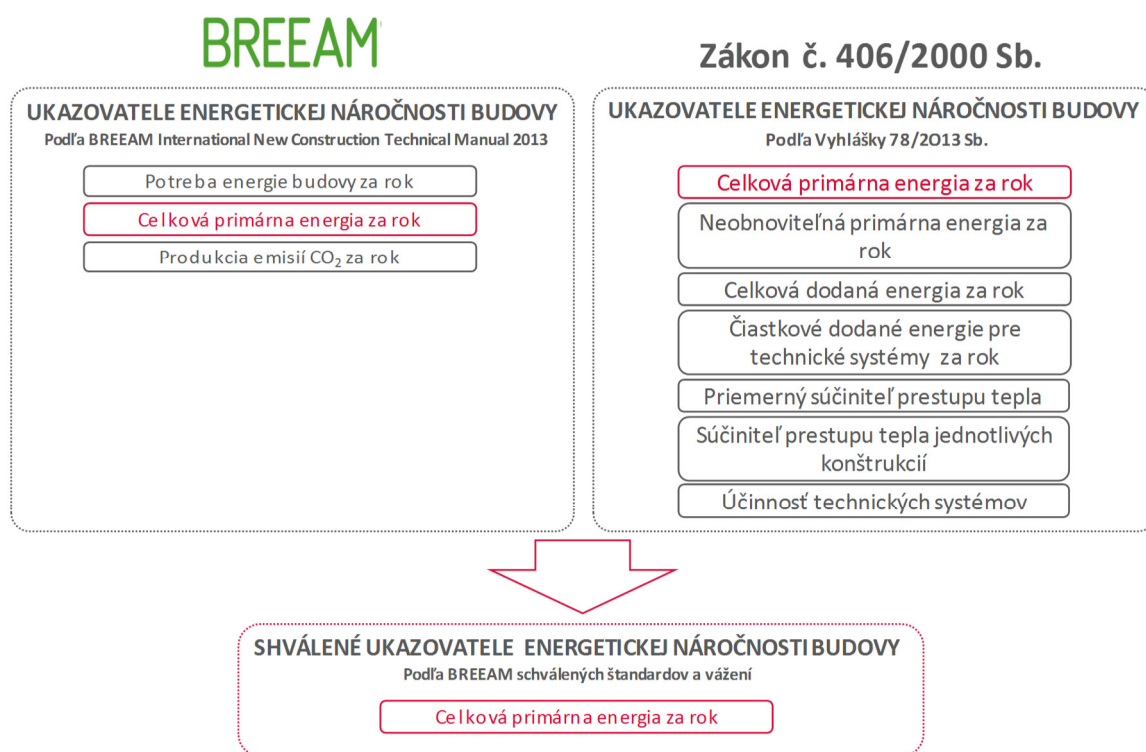 BREEAM
UKAZOVATELE ENERGETICKEJ NÁROČNOSTI BUDOVY
Podľa BREEAM International New Construction Technical Manual 2013
Potreba energie budovy za rok
Celková primárna energia za rok
Produkcia emisií CO₂ za rok
Zákon č. 406/2000 Sb.
UKAZOVATELE ENERGETICKEJ NÁROČNOSTI BUDOVY
Podľa Vyhlášky 78/2013 Sb.
Celková primárna energia za rok
Neobnoviteľná primárna energia za
rok
Celková dodaná energia za rok
Čiastkové dodané energie pre
technické systémy za rok
Priemerný súčiniteľ prestupu tepla
Súčiniteľ prestupu tepla jednotlivých
konštrukcií
Účinnosť technických systémov
SHVÁLENÉ UKAZOVATELE ENERGETICKEJ NÁROČNOSTI BUDOVY
Podľa BREEAM schválených štandardov a vážení
Celková primárna energia za rok